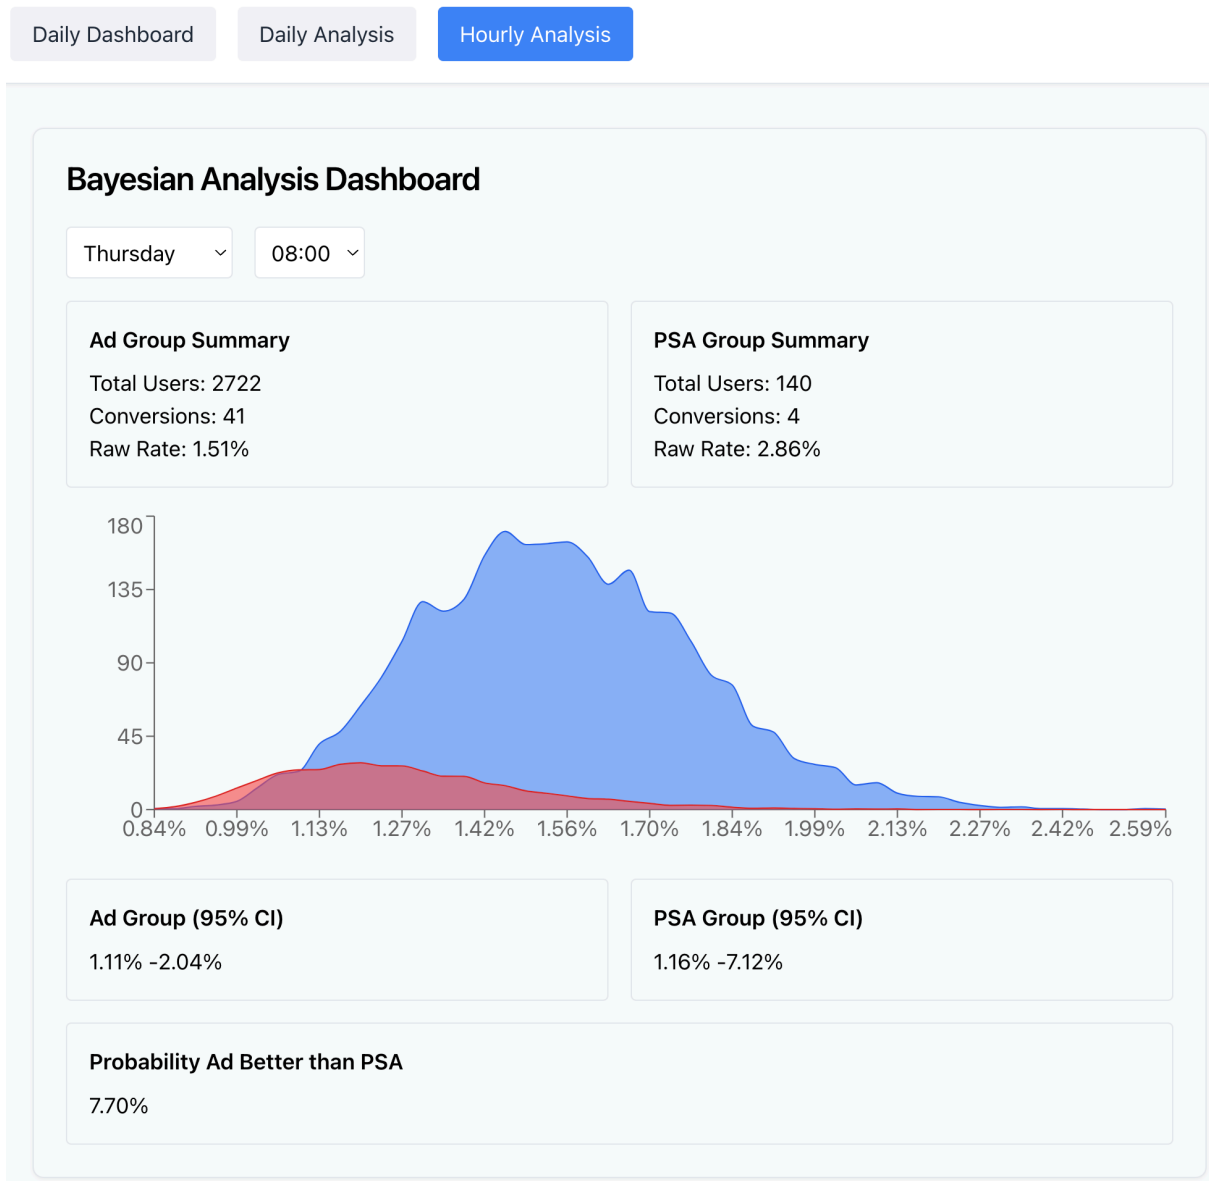 Daily Dashboard Daily Analysis Hourly Analysis
Bayesian Analysis Dashboard
Thursday 08:00
Ad Group Summary
Total Users: 2722
Conversions: 41
Raw Rate: 1.51%
PSA Group Summary
Total Users: 140
Conversions: 4
Raw Rate: 2.86%
180
135
90
45
0
0.84% 0.99% 1.13% 1.27% 1.42% 1.56% 1.70% 1.84% 1.99% 2.13% 2.27% 2.42% 2.59%
Ad Group (95% CI)
1.11% -2.04%
PSA Group (95% CI)
1.16% -7.12%
Probability Ad Better than PSA
7.70%